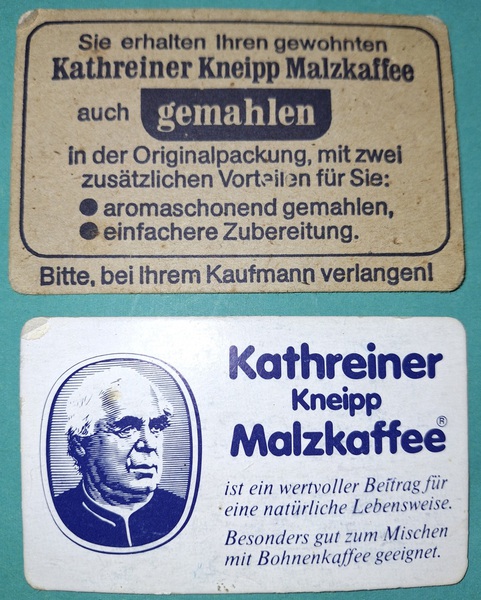 Sie erhalten Ihren gewohnten
Kathreiner Kneipp Malzkaffee
auch gemahlen
in der Originalpackung, mit zwei
zusätzlichen Vorteilen für Sie:
● aromaschonend gemahlen,
● einfachere Zubereitung.
Bitte, bei Ihrem Kaufmann verlangen!
Kathreiner
Kneipp
Malzkaffee®
ist ein wertvoller Beitrag für
eine natürliche Lebensweise.
Besonders gut zum Mischen
mit Bohnenkaffee geeignet.